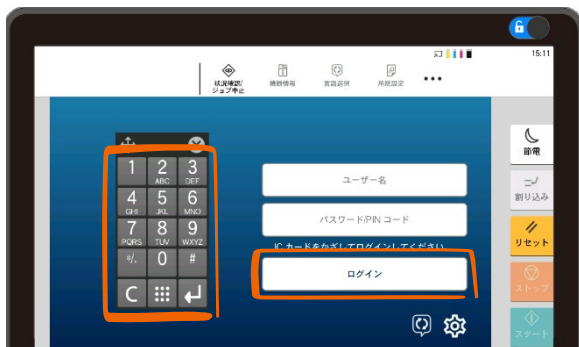 15:11
状況確認/
ジョブ中止
機器情報
言語選択
用紙設定
節電
割り込み
リセット
ストップ
スタート
1
2 ABC
3 DEF
4 GHI
5 JKL
6 MNO
7 PQRS
8 TUV
9 WXYZ
*/.
0
#
C
ユーザー名
パスワード/PIN コード
IC カードをかざしてログインしてください
ログイン